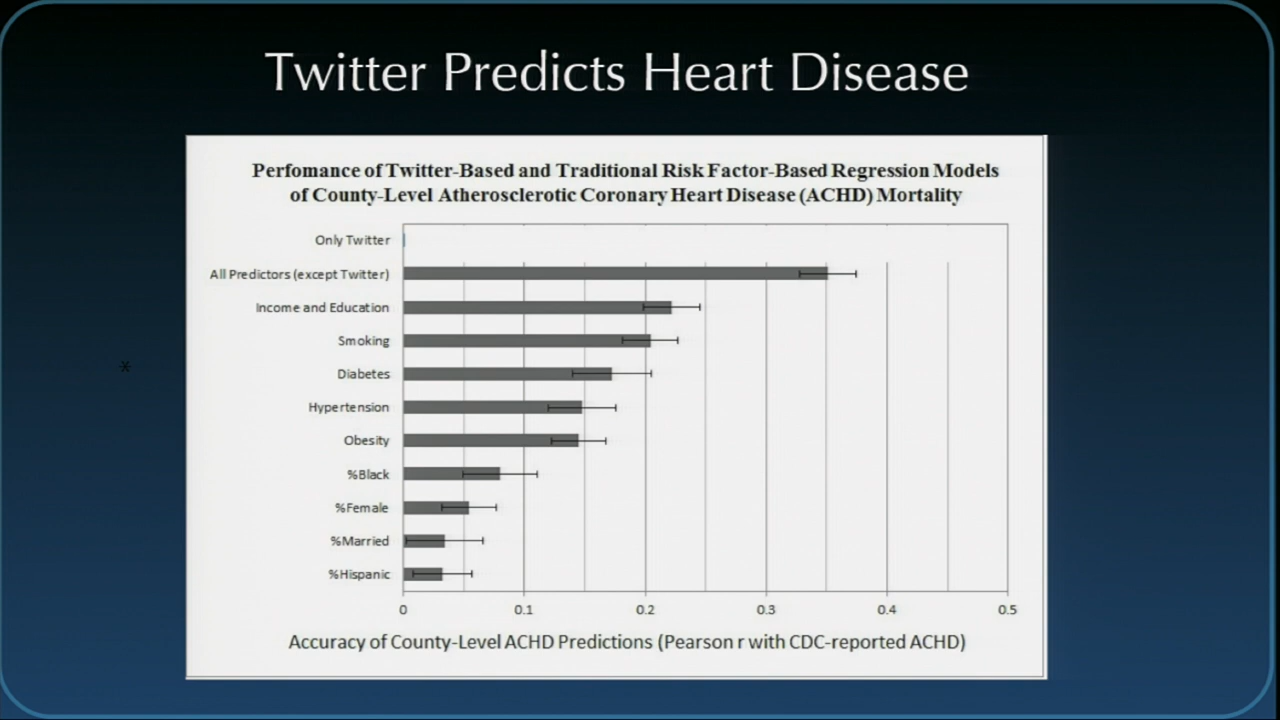 Twitter Predicts Heart Disease
Perfomance of Twitter-Based and Traditional Risk Factor-Based Regression Models
of County-Level Atherosclerotic Coronary Heart Disease (ACHD) Mortality
Only Twitter
All Predictors (except Twitter)
Income and Education
Smoking
*
Diabetes
Hypertension
Obesity
%Black
%Female
%Married
%Hispanic
0 0.1 0.2 0.3 0.4 0.5
Accuracy of County-Level ACHD Predictions (Pearson r with CDC-reported ACHD)